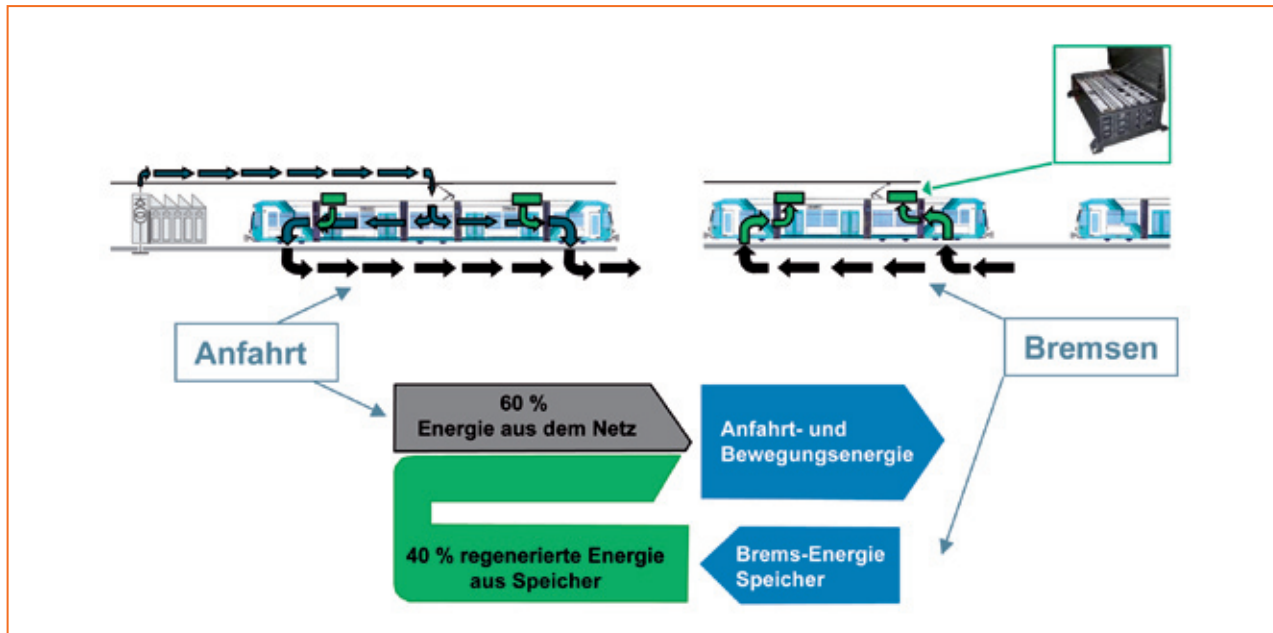 Anfahrt
Bremsen
60 %
Energie aus dem Netz
Anfahrt- und
Bewegungsenergie
40 % regenerierte Energie
aus Speicher
Brems-Energie
Speicher